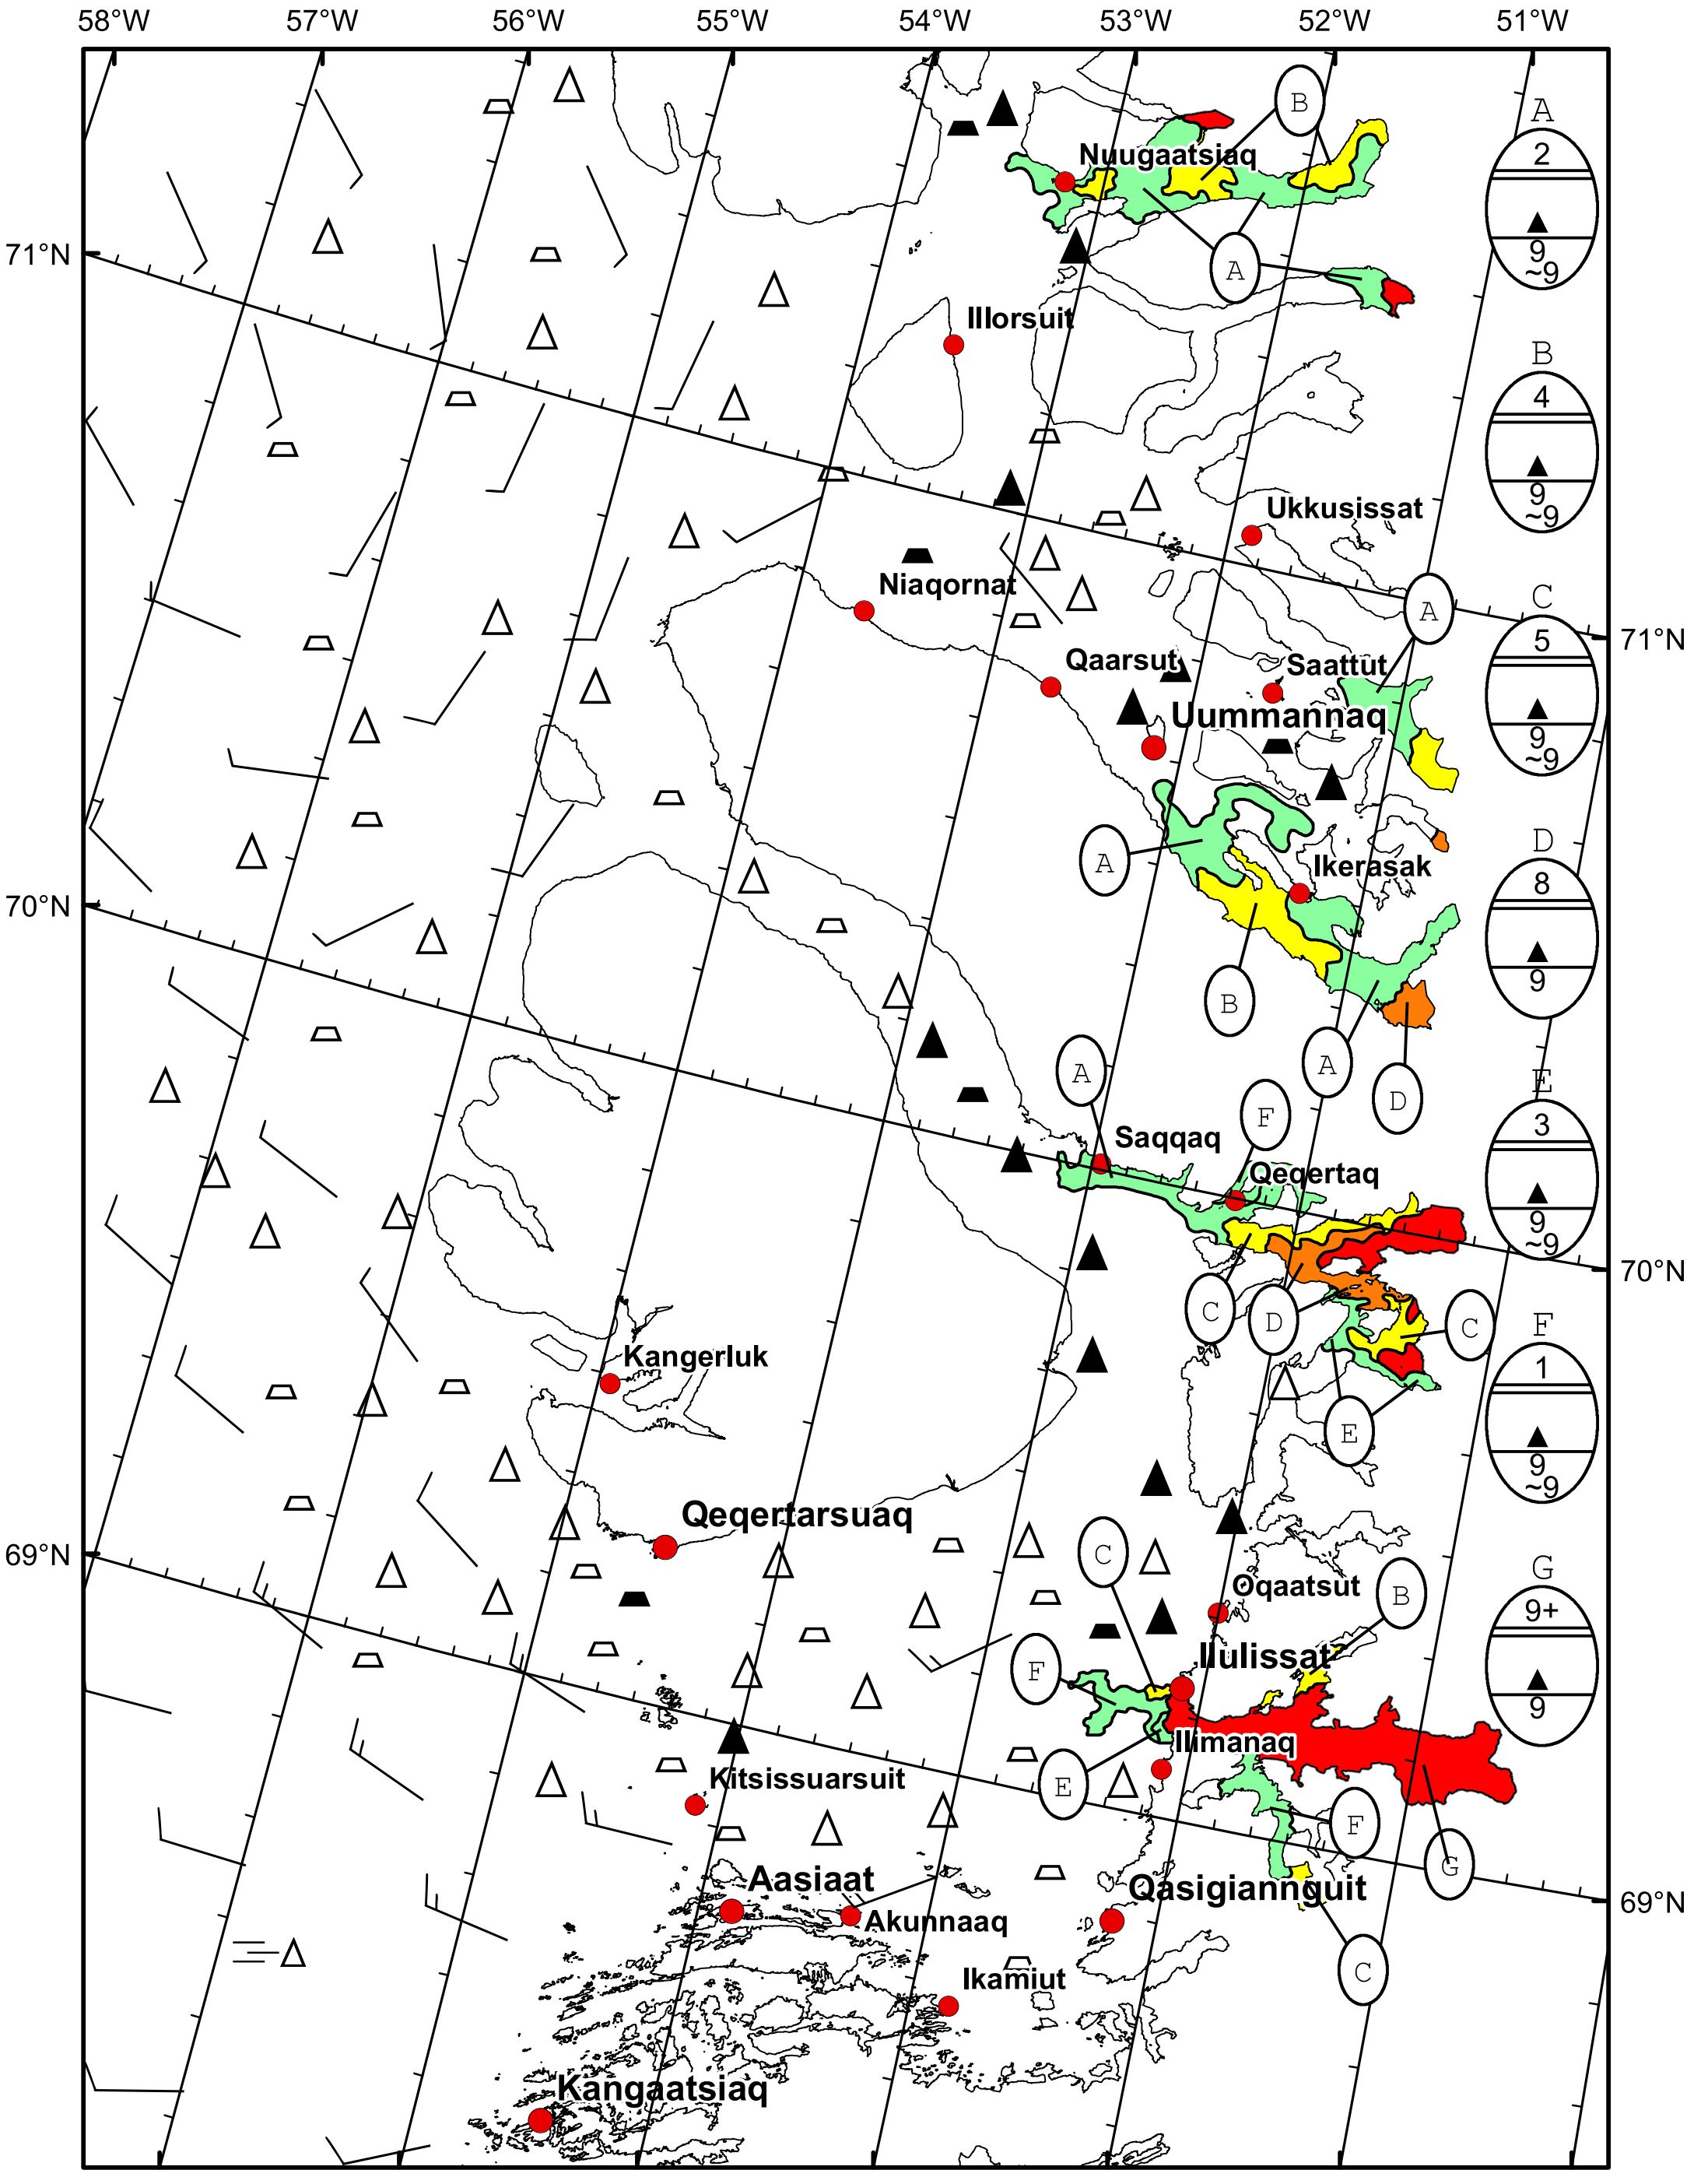 58°W 57°W 56°W 55°W 54°W 53°W 52°W 51°W
B
A
2
9
~9
Nuugaatsiaq
71°N
A
Illorsuit
B
4
9
~9
Ukkusissat
Niaqornat
A
C
5
9
~9
71°N
Qaarsut
Saattut
Uummannaq
A
Ikerasak
D
8
9
70°N
B
A
A
D
E
3
9
~9
F
Saqqaq
Qeqertaq
70°N
C
D
C
F
1
9
~9
Kangerluk
E
Qeqertarsuaq
69°N
C
Oqaatsut
B
G
9+
9
Ilulissat
F
Ilimanaq
E
Kitsissuarsuit
F
G
Aasiaat
Qasigiannguit
69°N
Akunnaaq
C
Ikamiut
Kangaatsiaq